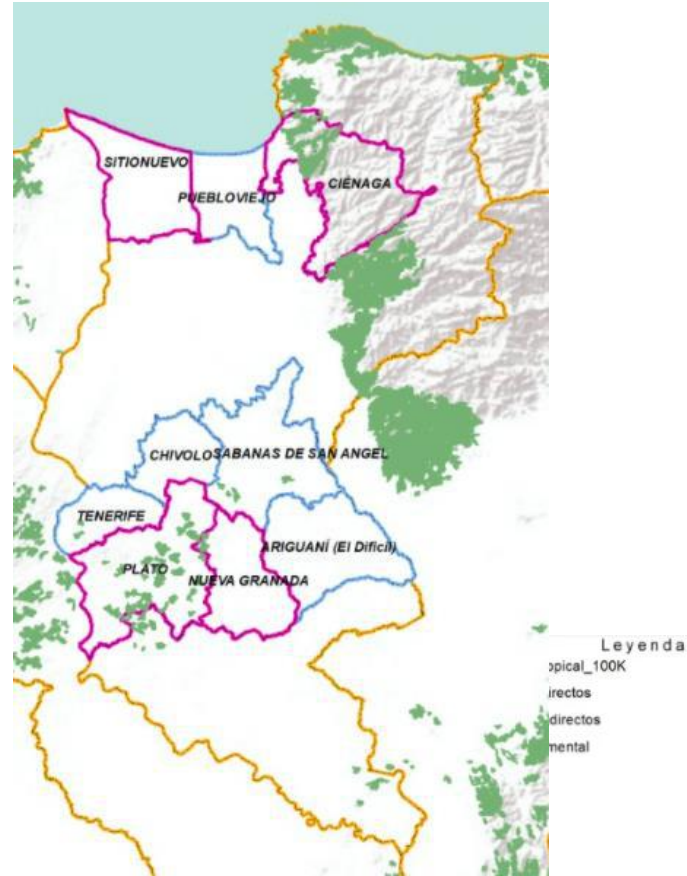 SITIONUEVO
CIÉNAGA
PUEBLOVIEJO
CHIVOLO
SABANAS DE SAN ANGEL
TENERIFE
ARIGUANÍ (El Difícil)
PLATO
NUEVA GRANADA
Leyenda
opical_100K
irectos
directos
mental